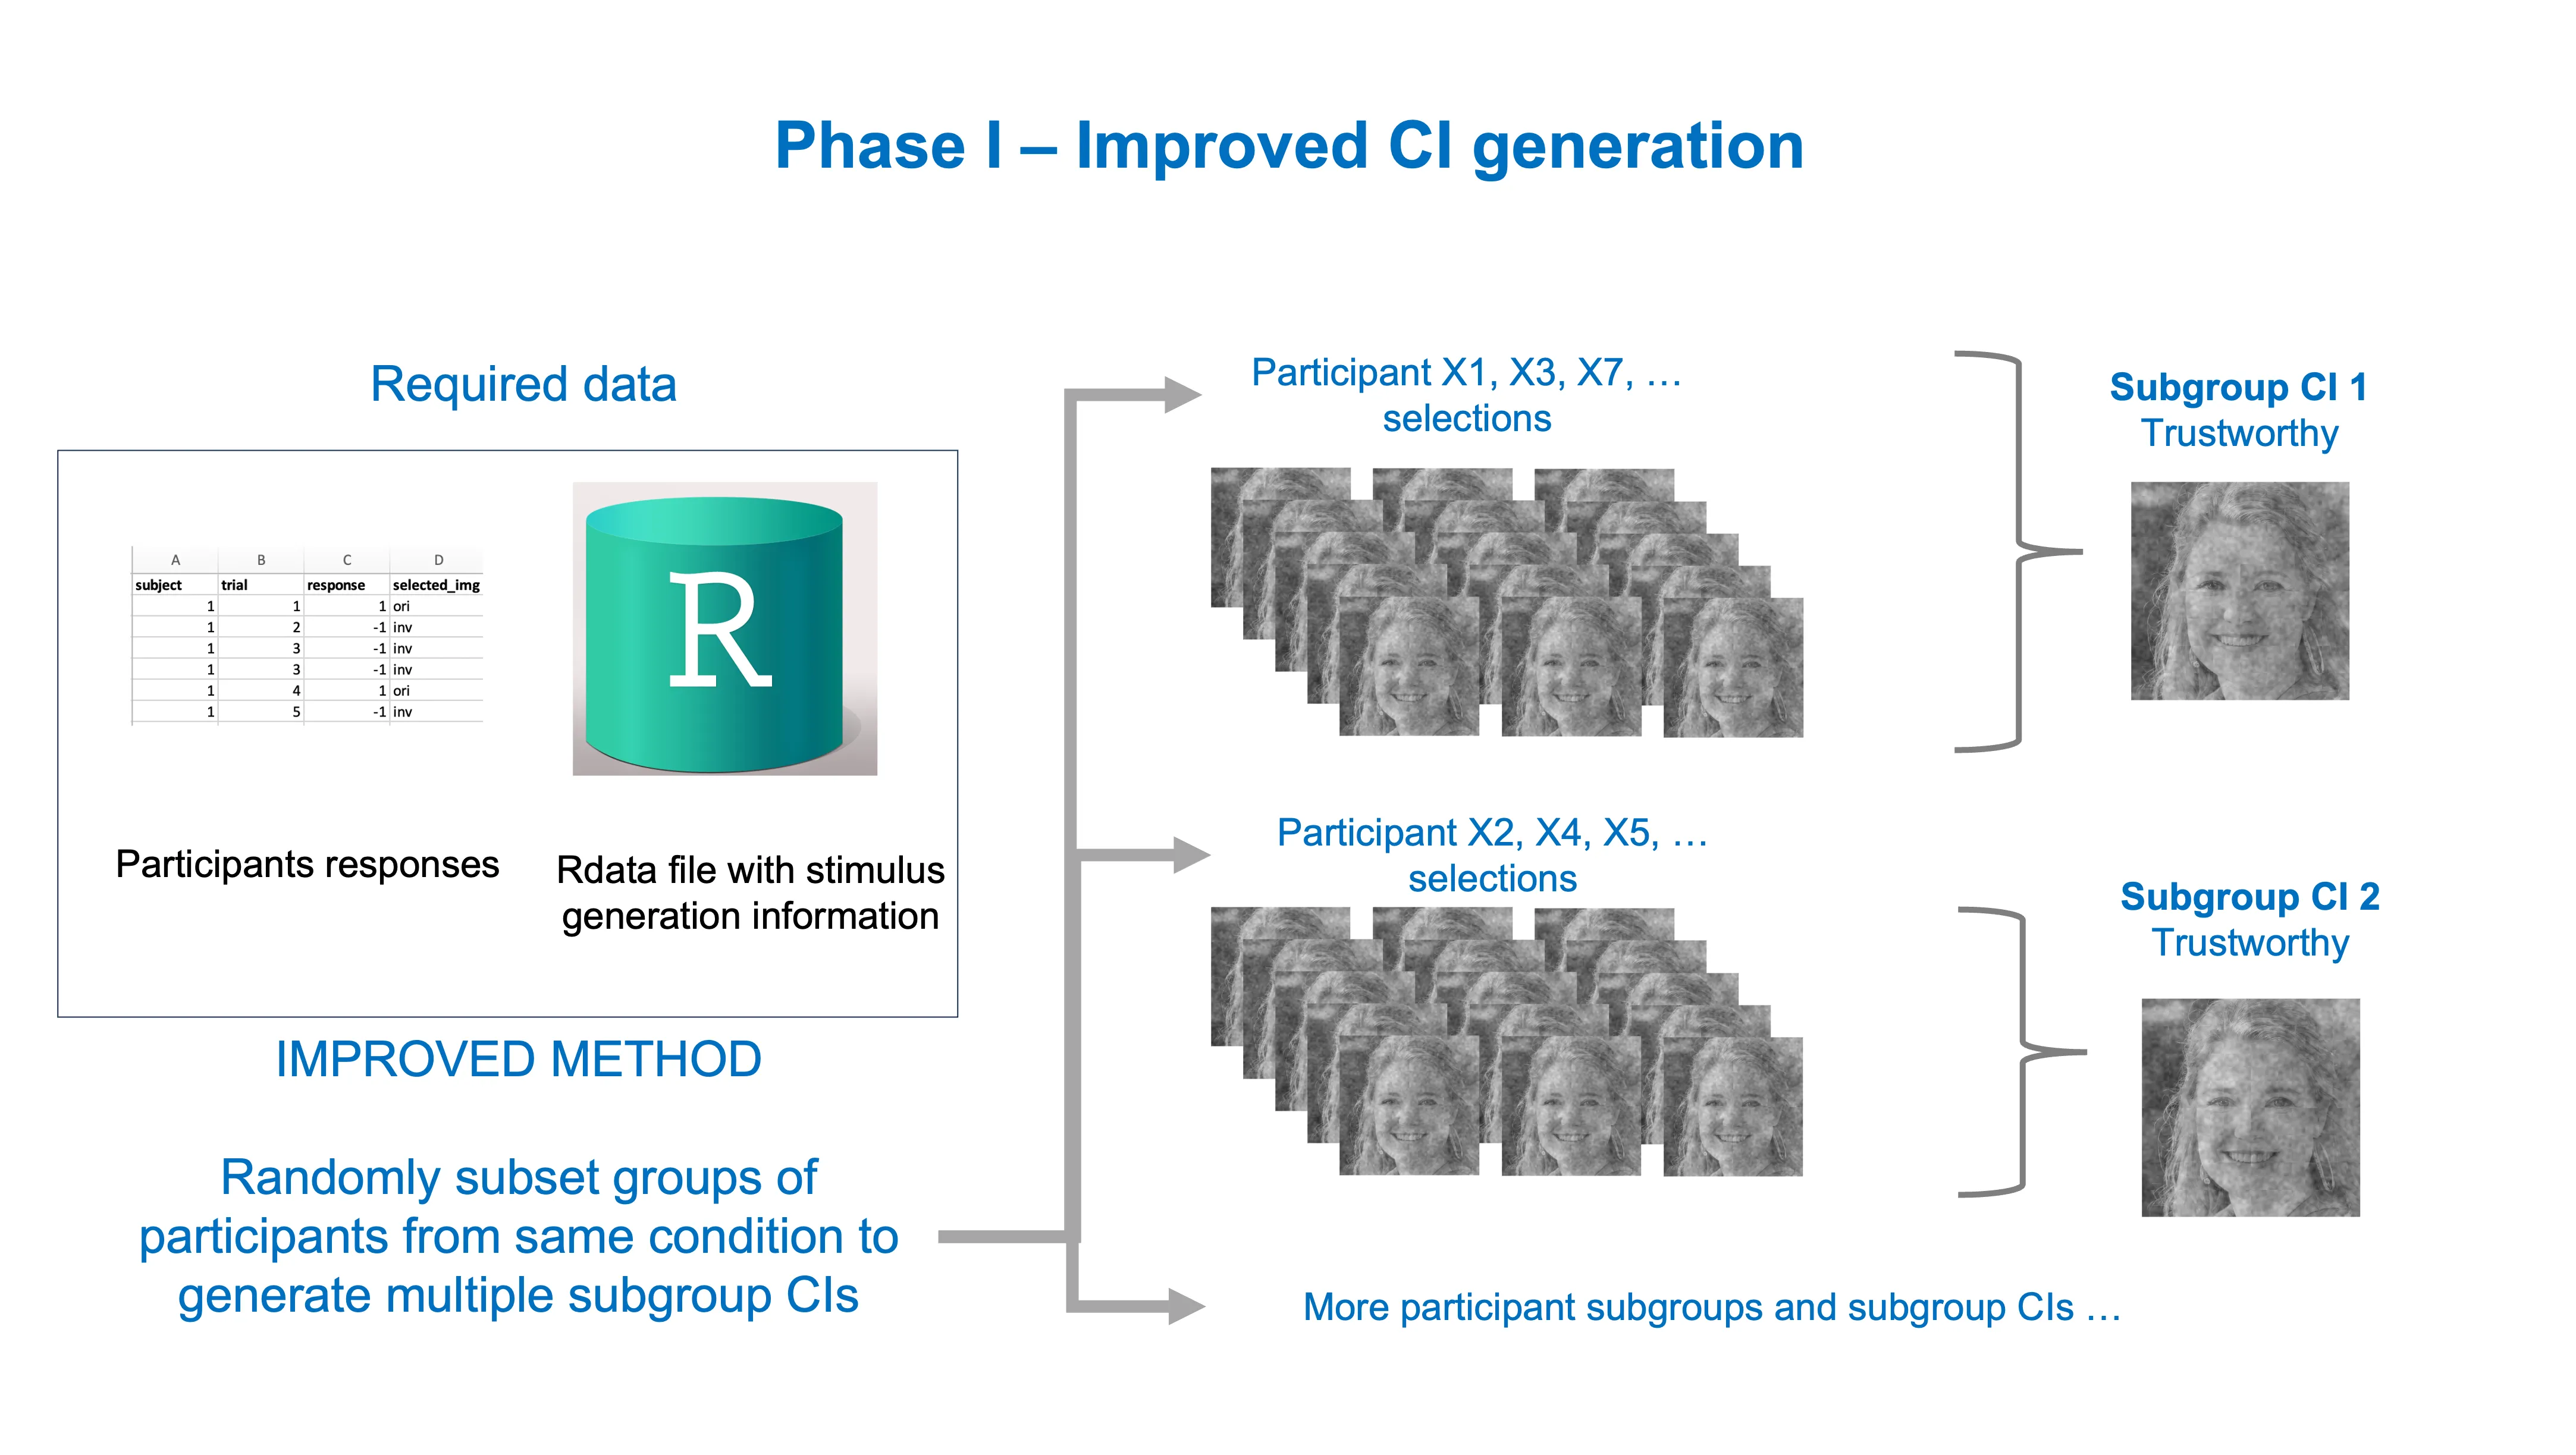 Phase I – Improved CI generation
Required data
A B C D
subject trial response selected_img
1 1 1 ori
1 2 -1 inv
1 3 -1 inv
1 3 -1 inv
1 4 1 ori
1 5 -1 inv
R
Participants responses
Rdata file with stimulus
generation information
IMPROVED METHOD
Randomly subset groups of
participants from same condition to
generate multiple subgroup CIs
Participant X1, X3, X7, …
selections
Subgroup CI 1
Trustworthy
Participant X2, X4, X5, …
selections
Subgroup CI 2
Trustworthy
More participant subgroups and subgroup CIs …